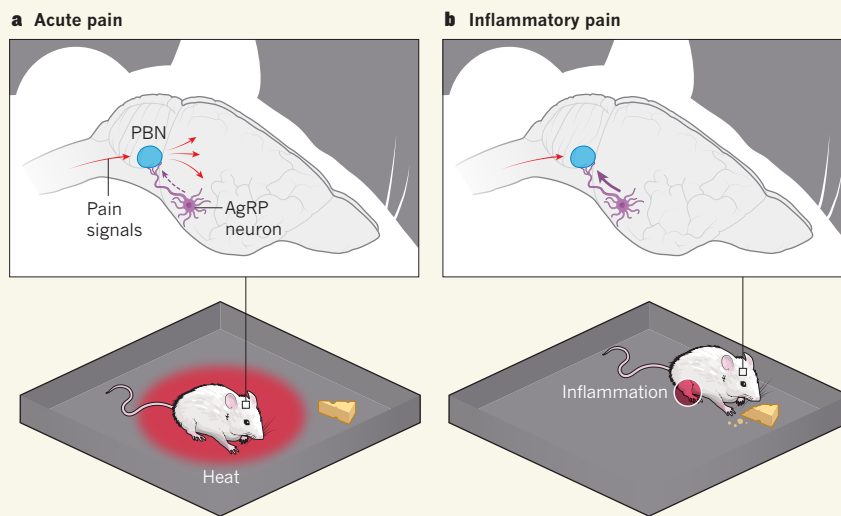 a Acute pain
PBN
Pain
signals
AgRP
neuron
Heat
b Inflammatory pain
Inflammation